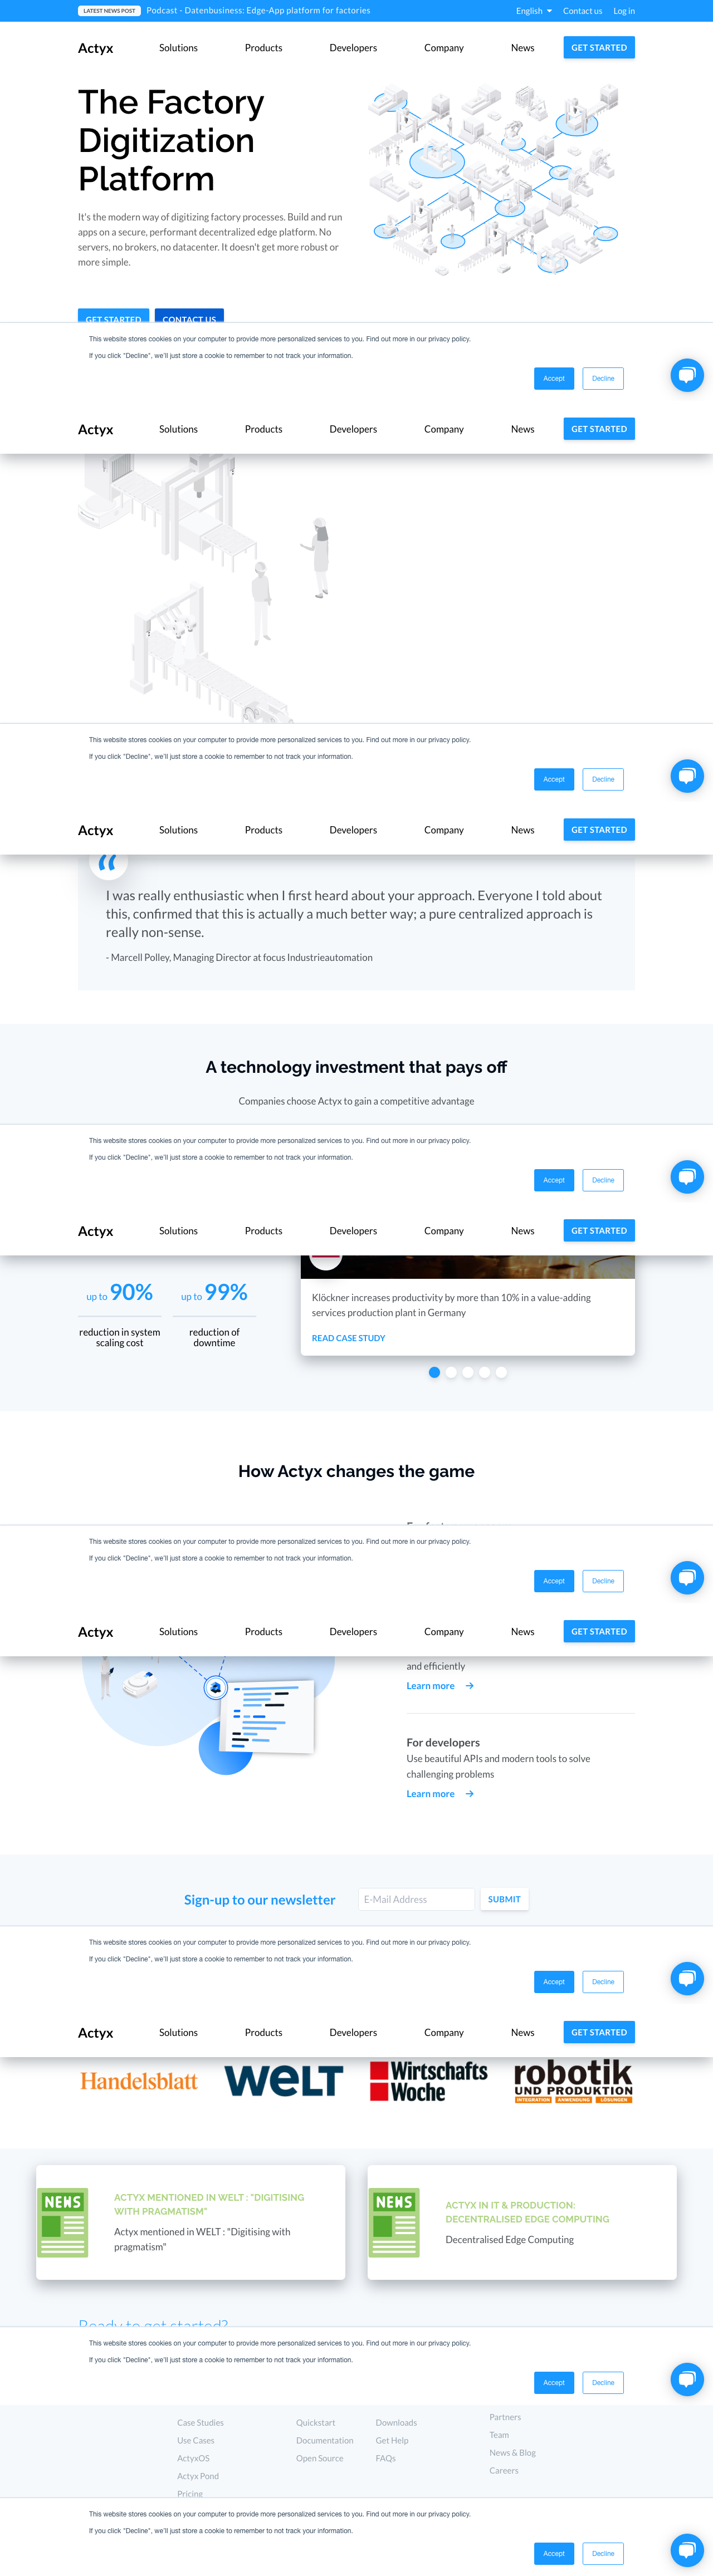 LATEST NEWS POST Podcast - Datenbusiness: Edge-App platform for factories English Contact us Log in
Actyx Solutions Products Developers Company News GET STARTED
The Factory
Digitization
Platform
It's the modern way of digitizing factory processes. Build and run
apps on a secure, performant decentralized edge platform. No
servers, no brokers, no datacenter. It doesn't get more robust or
more simple.
GET STARTED CONTACT US
This website stores cookies on your computer to provide more personalized services to you. Find out more in our privacy policy.
If you click "Decline", we'll just store a cookie to remember to not track your information.
Accept Decline
Actyx Solutions Products Developers Company News GET STARTED
This website stores cookies on your computer to provide more personalized services to you. Find out more in our privacy policy.
If you click "Decline", we'll just store a cookie to remember to not track your information.
Accept Decline
Actyx Solutions Products Developers Company News GET STARTED
“
I was really enthusiastic when I first heard about your approach. Everyone I told about
this, confirmed that this is actually a much better way; a pure centralized approach is
really non-sense.
- Marcell Polley, Managing Director at focus Industrieautomation
A technology investment that pays off
Companies choose Actyx to gain a competitive advantage
This website stores cookies on your computer to provide more personalized services to you. Find out more in our privacy policy.
If you click "Decline", we'll just store a cookie to remember to not track your information.
Accept Decline
Actyx Solutions Products Developers Company News GET STARTED
up to 90% up to 99%
reduction in system reduction of
scaling cost downtime
Klöckner increases productivity by more than 10% in a value-adding
services production plant in Germany
READ CASE STUDY
How Actyx changes the game
This website stores cookies on your computer to provide more personalized services to you. Find out more in our privacy policy.
If you click "Decline", we'll just store a cookie to remember to not track your information.
Accept Decline
Actyx Solutions Products Developers Company News GET STARTED
and efficiently
Learn more →
For developers
Use beautiful APIs and modern tools to solve
challenging problems
Learn more →
Sign-up to our newsletter E-Mail Address SUBMIT
This website stores cookies on your computer to provide more personalized services to you. Find out more in our privacy policy.
If you click "Decline", we'll just store a cookie to remember to not track your information.
Accept Decline
Actyx Solutions Products Developers Company News GET STARTED
Handelsblatt WELT Wirtschafts Woche robotik UND PRODUKTION
INTEGRATION ANWENDUNG LÖSUNGEN
NEWS
ACTYX MENTIONED IN WELT : "DIGITISING
WITH PRAGMATISM"
Actyx mentioned in WELT : "Digitising with
pragmatism"
NEWS
ACTYX IN IT & PRODUCTION:
DECENTRALISED EDGE COMPUTING
Decentralised Edge Computing
Ready to get started?
This website stores cookies on your computer to provide more personalized services to you. Find out more in our privacy policy.
If you click "Decline", we'll just store a cookie to remember to not track your information.
Accept Decline
Case Studies
Use Cases
ActyxOS
Actyx Pond
Pricing
Quickstart
Documentation
Open Source
Downloads
Get Help
FAQs
Partners
Team
News & Blog
Careers
This website stores cookies on your computer to provide more personalized services to you. Find out more in our privacy policy.
If you click "Decline", we'll just store a cookie to remember to not track your information.
Accept Decline